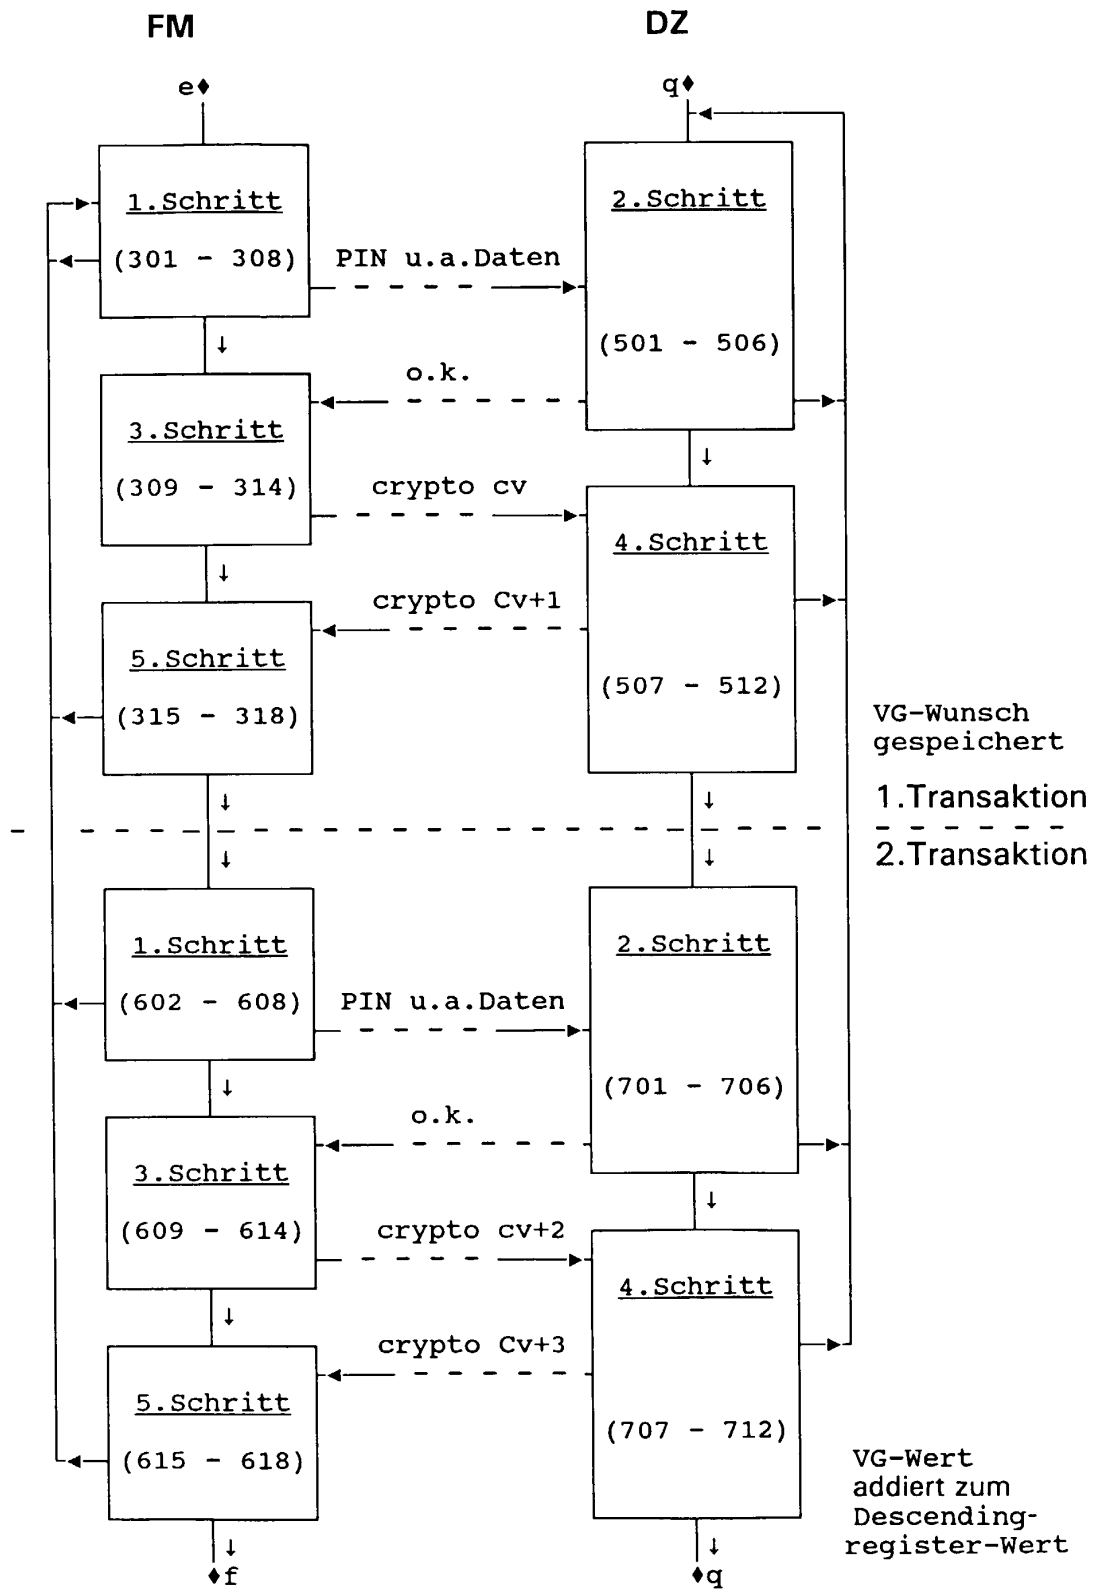 FM DZ
e♦ q♦
1.Schritt
2.Schritt
(301 - 308)
PIN u.a.Daten
(501 - 506)
o.k.
3.Schritt
(309 - 314)
crypto cv
4.Schritt
crypto Cv+1
5.Schritt
(507 - 512)
(315 - 318)
VG-Wunsch
gespeichert
1.Transaktion
2.Transaktion
1.Schritt
2.Schritt
(602 - 608)
PIN u.a.Daten
(701 - 706)
o.k.
3.Schritt
(609 - 614)
crypto cv+2
4.Schritt
crypto Cv+3
5.Schritt
(707 - 712)
(615 - 618)
VG-Wert
addiert zum
Descending-
register-Wert
♦f ♦q